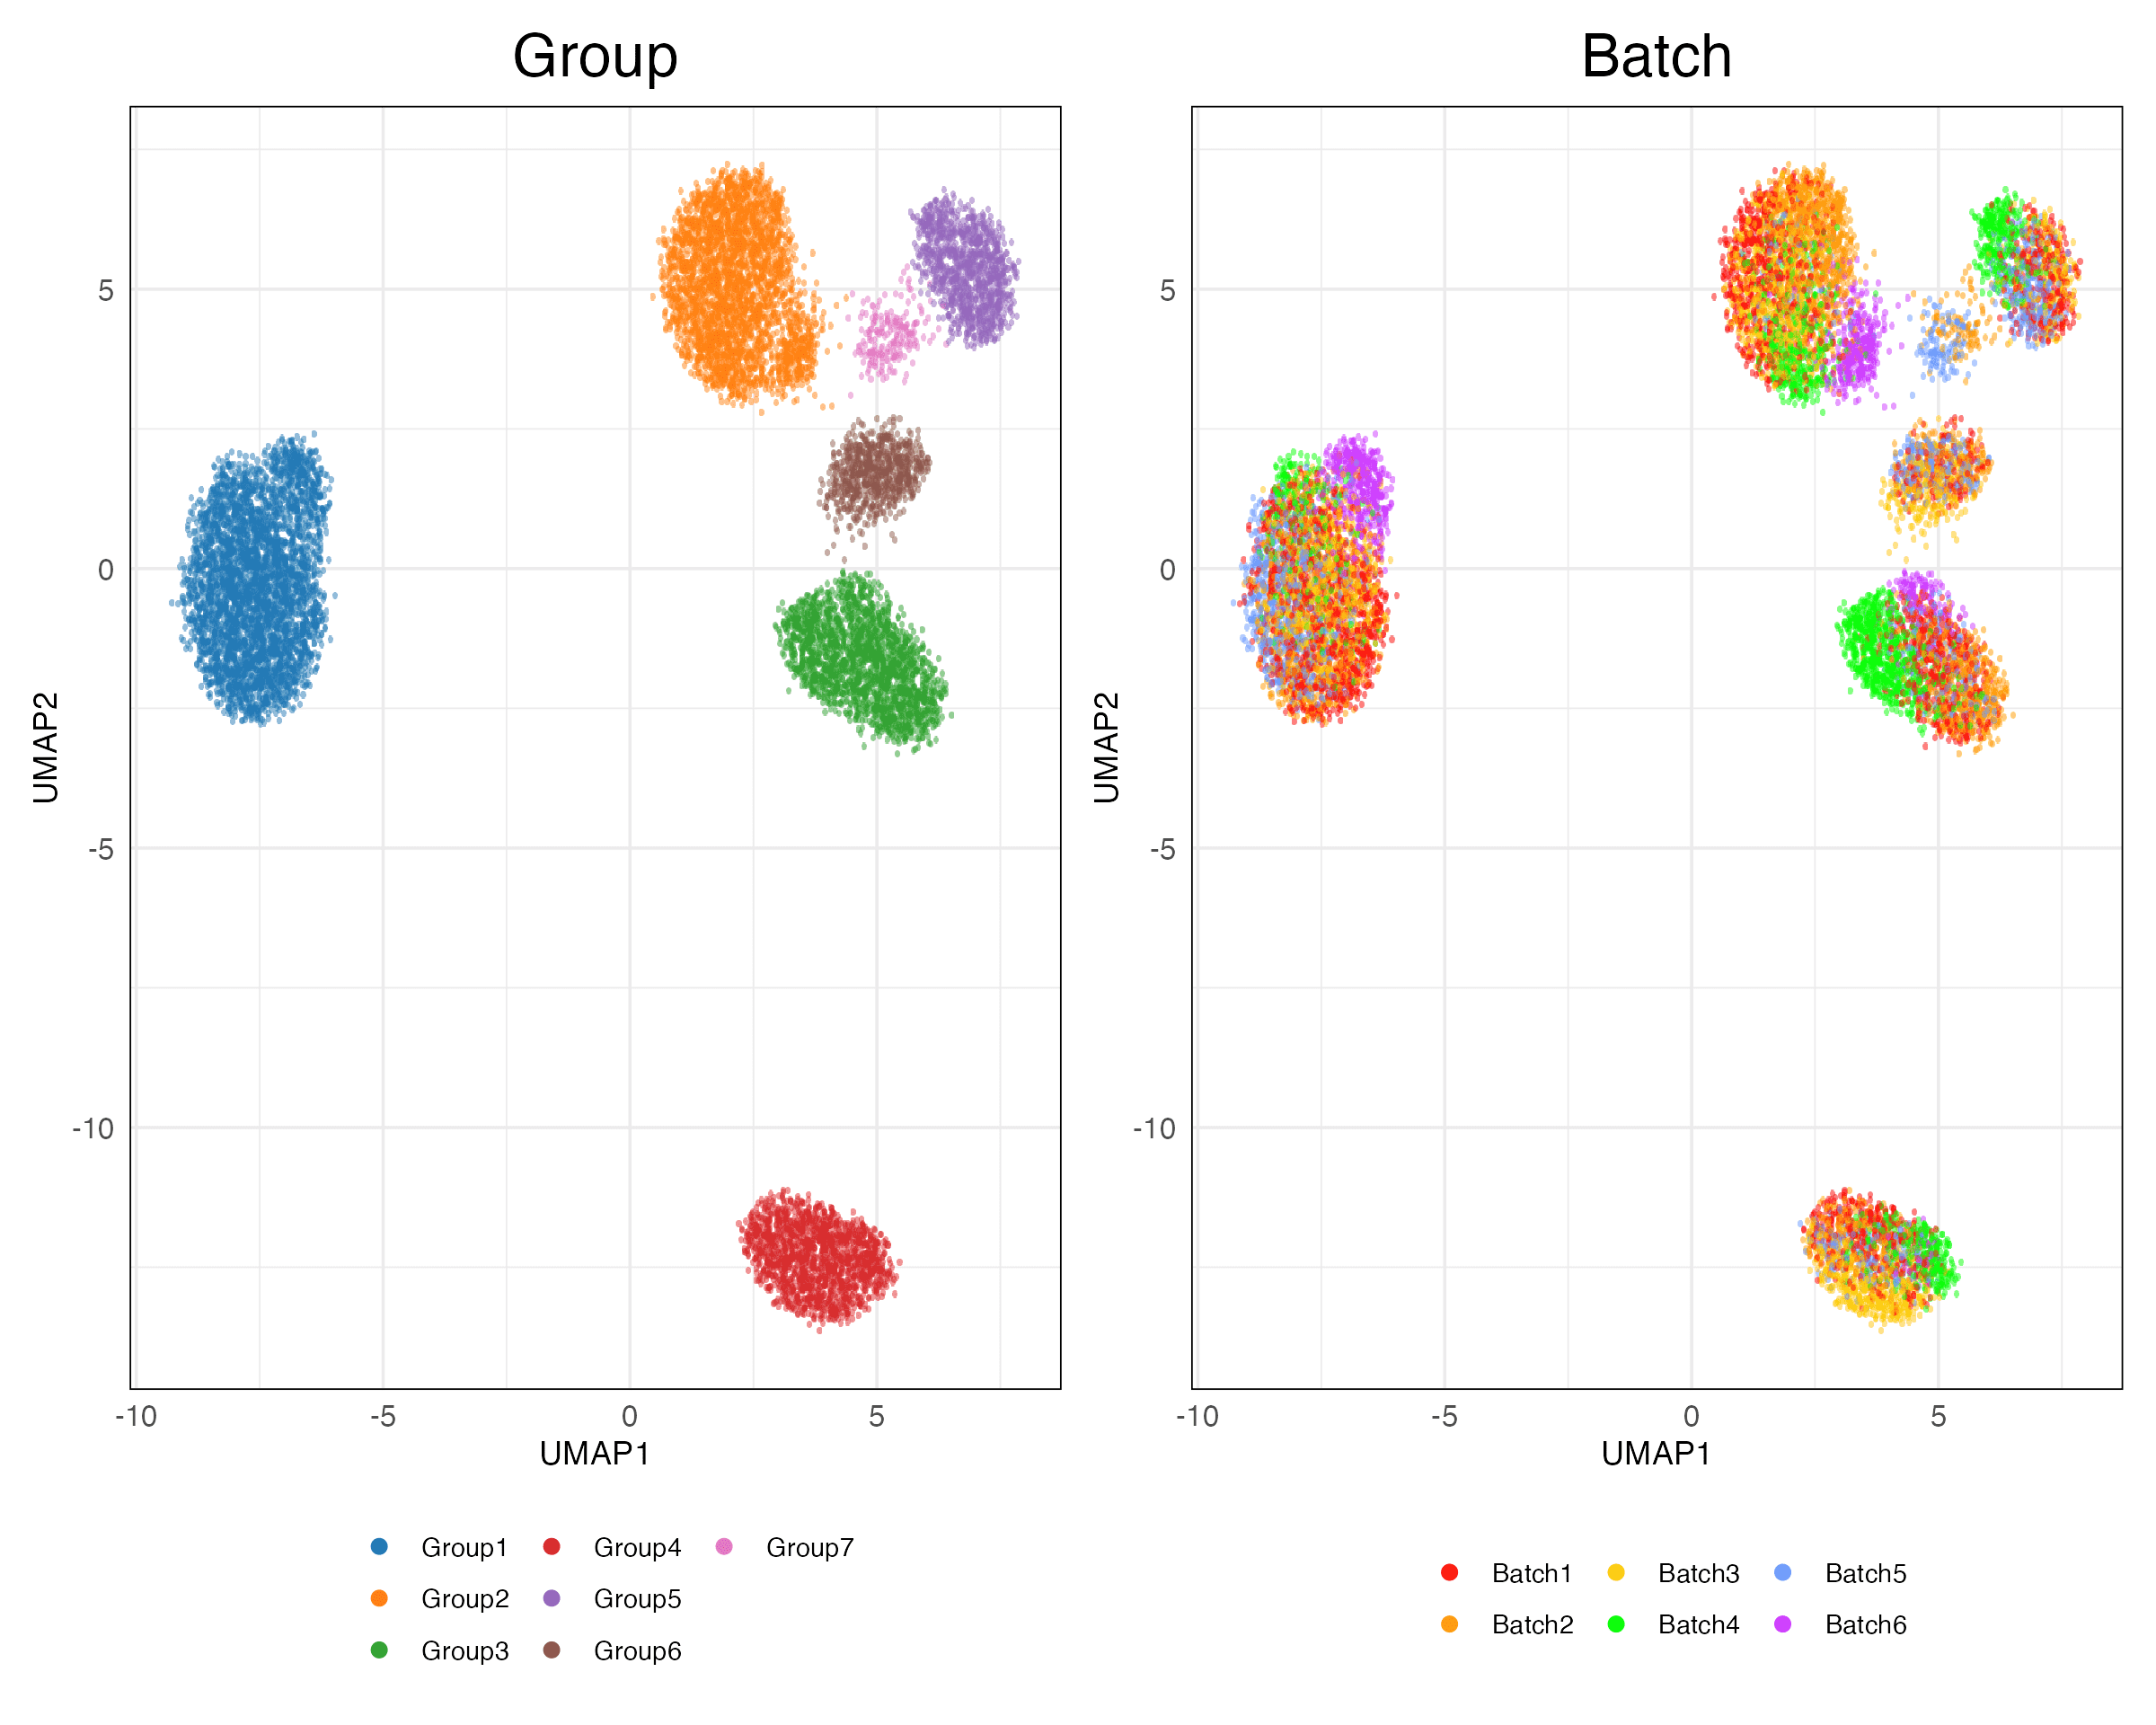 Group
Batch
5
0
-5
-10
UMAP2
-10 -5 0 5
UMAP1
5
0
-5
-10
UMAP2
-10 -5 0 5
UMAP1
Group1 Group4 Group7
Group2 Group5
Group3 Group6
Batch1 Batch3 Batch5
Batch2 Batch4 Batch6